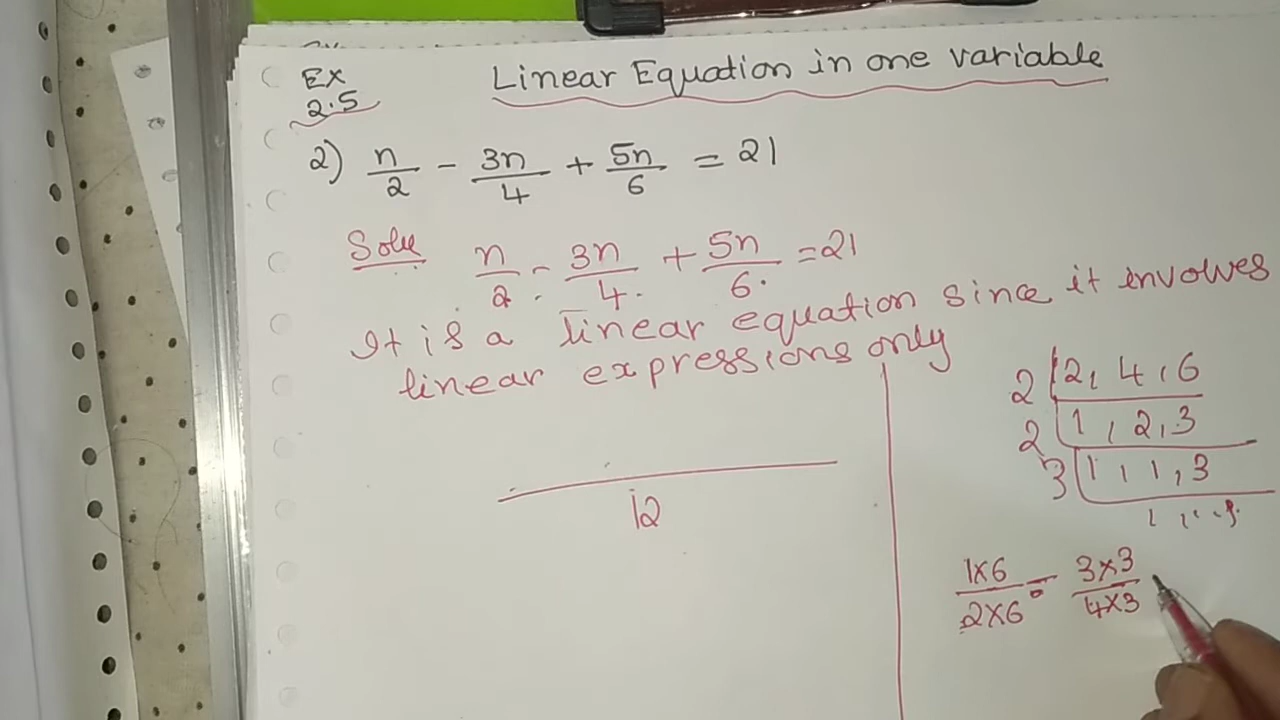 Ex
2.5
Linear Equation in one variable
2) n/2 - 3n/4 + 5n/6 = 21
Solu n/2 - 3n/4 + 5n/6 = 21
It is a linear equation since it involves
linear expressions only
12
2 | 2, 4, 6
2 | 1, 2, 3
3 | 1, 1, 3
1×6/2×6 = 3×3/4×3